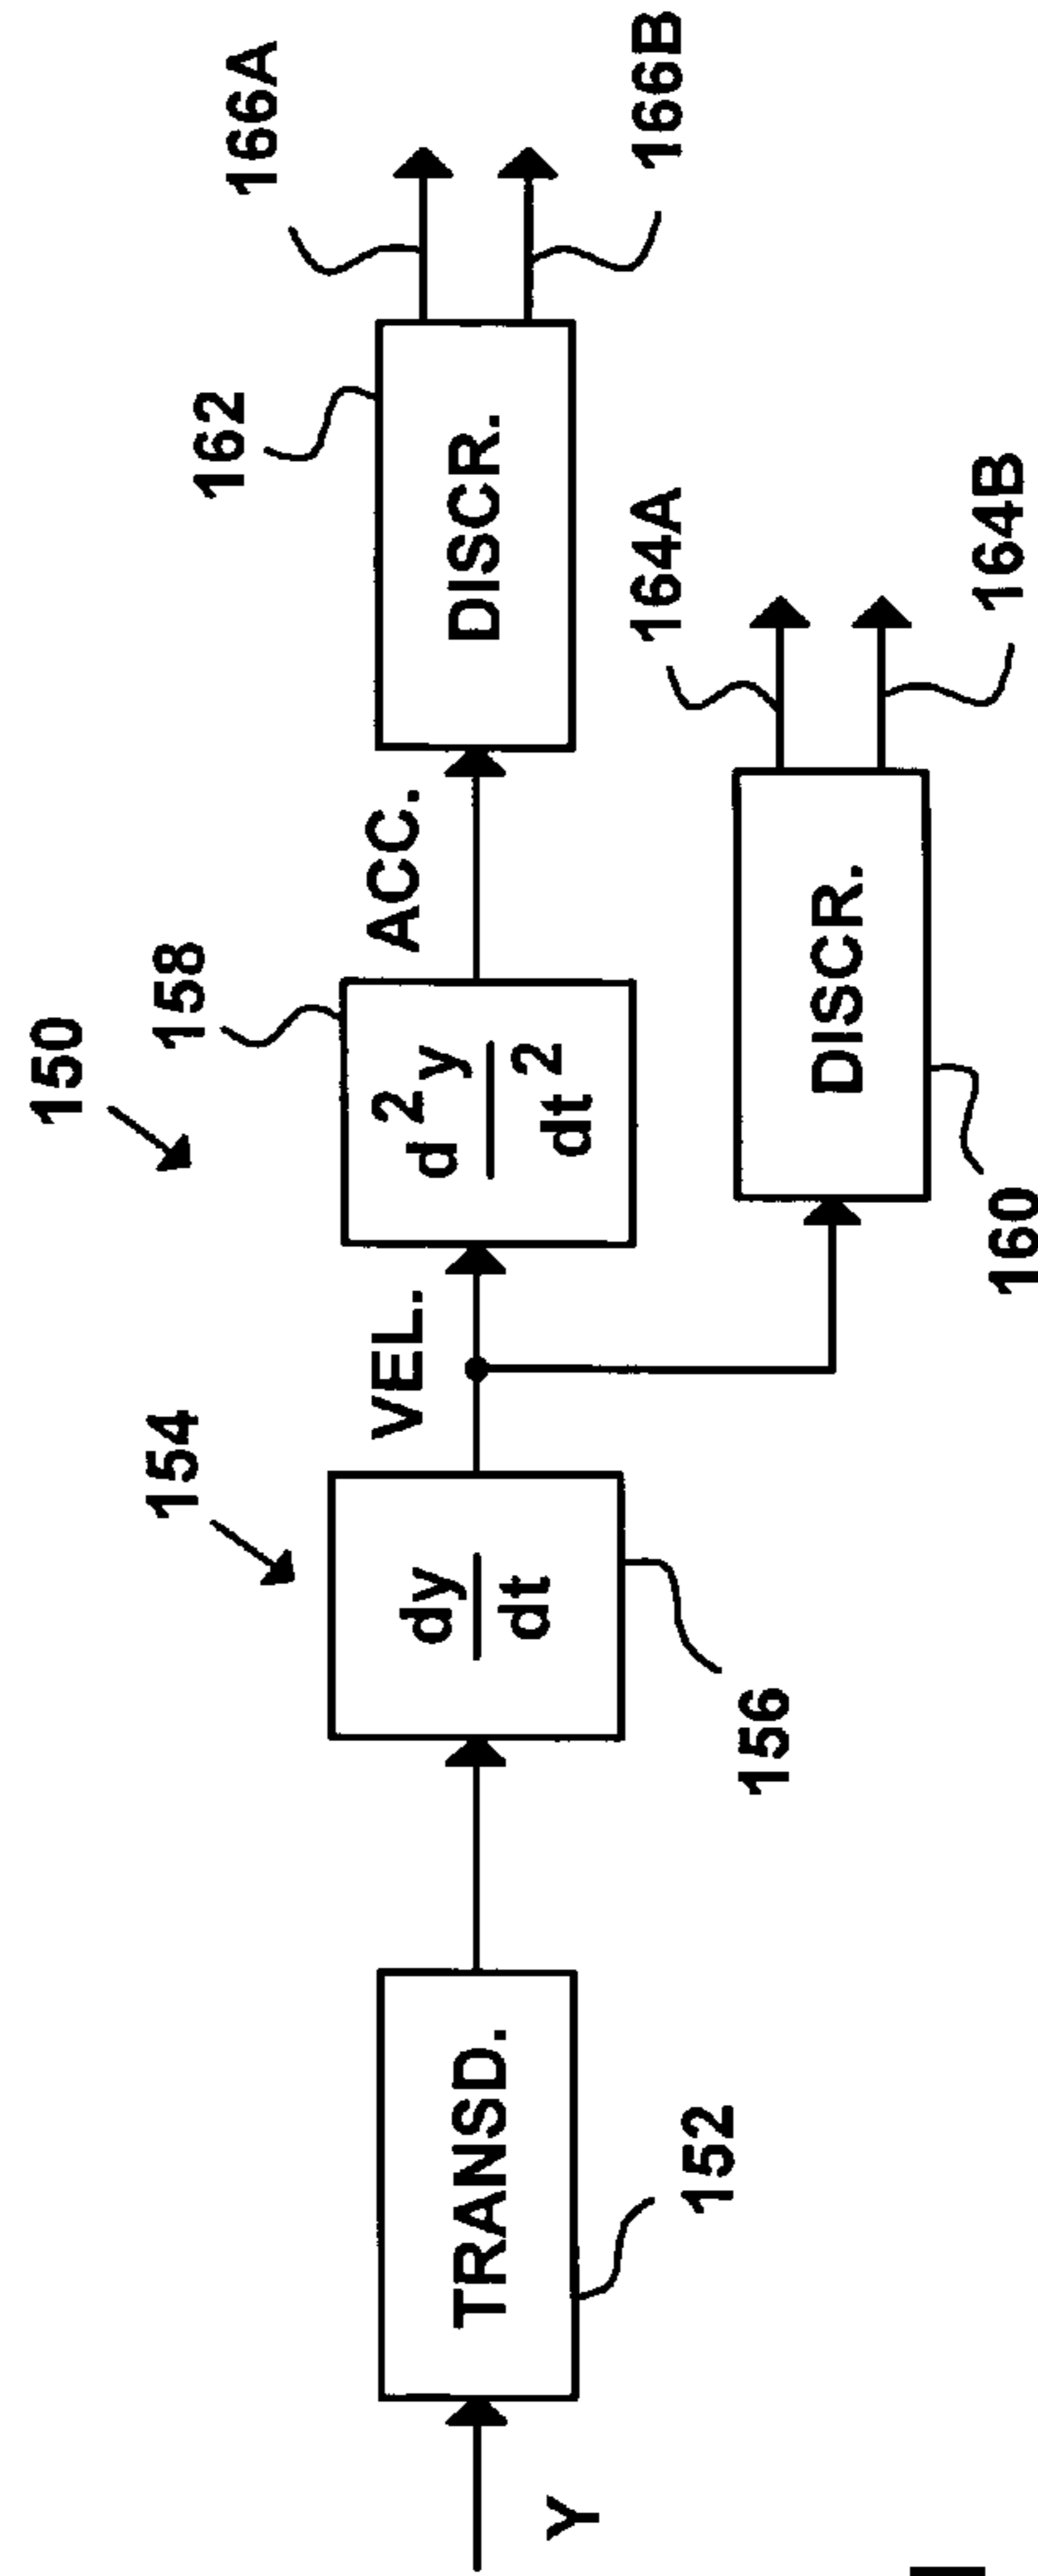 150
154
158
162
166A
VEL.
ACC.
Y
TRANSD.
dy
dt
d²y
dt²
DISCR.
166B
152
156
164A
DISCR.
164B
160